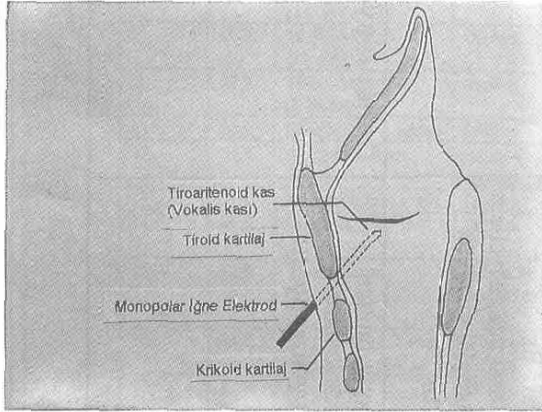 Tiroaritenoid kas
(Vokalis kası)
Tiroid kartilaj
Monopolar İğne Elektrod
Krikoid kartilaj